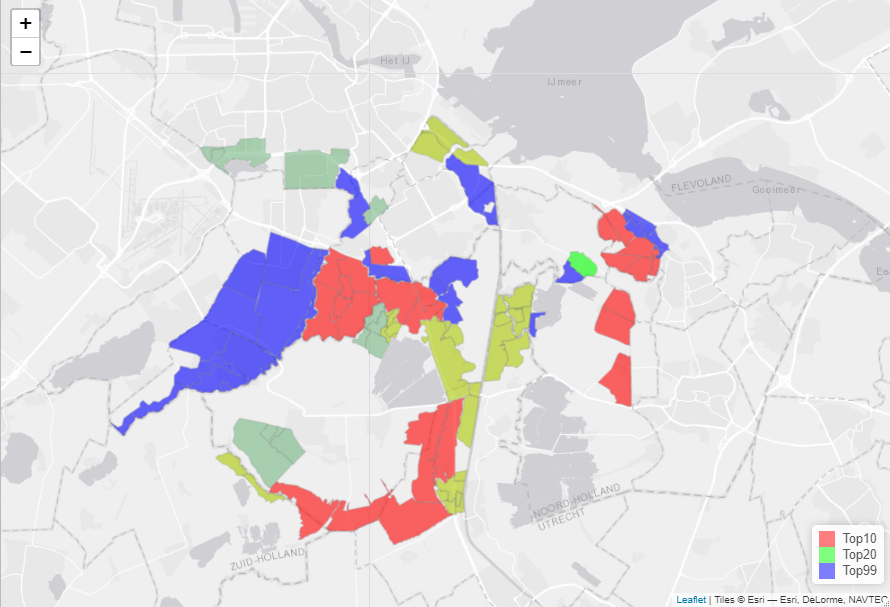 +
−
Het IJ
IJmeer
FLEVOLAND
Gooimeer
NOORD-HOLLAND
UTRECHT
ZUID-HOLLAND
Top10
Top20
Top99
Leaflet | Tiles © Esri — Esri, DeLorme, NAVTEQ